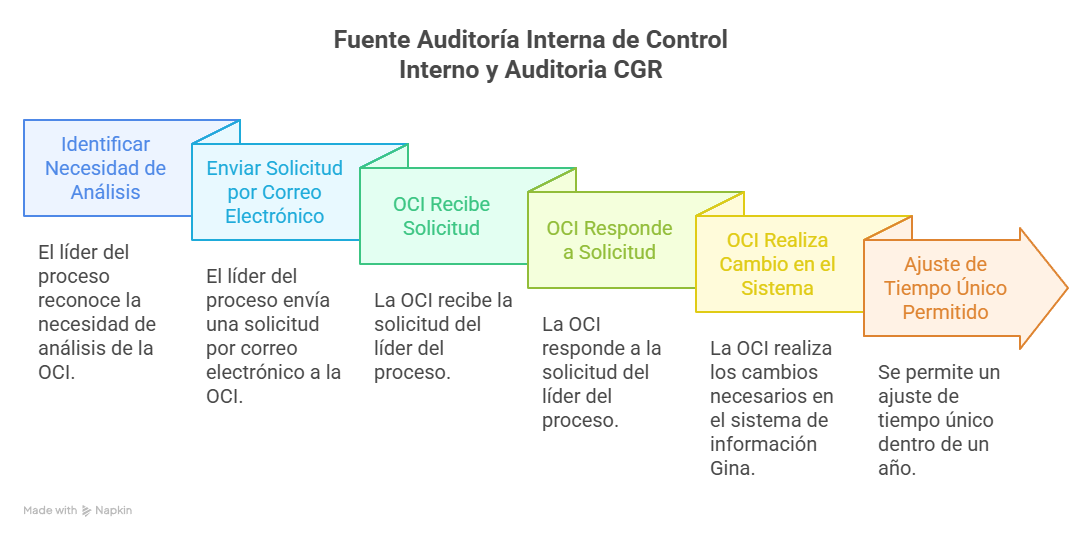 Fuente Auditoría Interna de Control
Interno y Auditoria CGR
Identificar
Necesidad de
Análisis
El líder del
proceso
reconoce la
necesidad de
análisis de la
OCI.
Enviar Solicitud
por Correo
Electrónico
El líder del
proceso envía
una solicitud
por correo
electrónico a la
OCI.
OCI Recibe
Solicitud
La OCI recibe la
solicitud del
líder del
proceso.
OCI Responde
a Solicitud
La OCI
responde a la
solicitud del
líder del
proceso.
OCI Realiza
Cambio en el
Sistema
La OCI realiza
los cambios
necesarios en
el sistema de
información
Gina.
Ajuste de
Tiempo Único
Permitido
Se permite un
ajuste de
tiempo único
dentro de un
año.
Made with Napkin